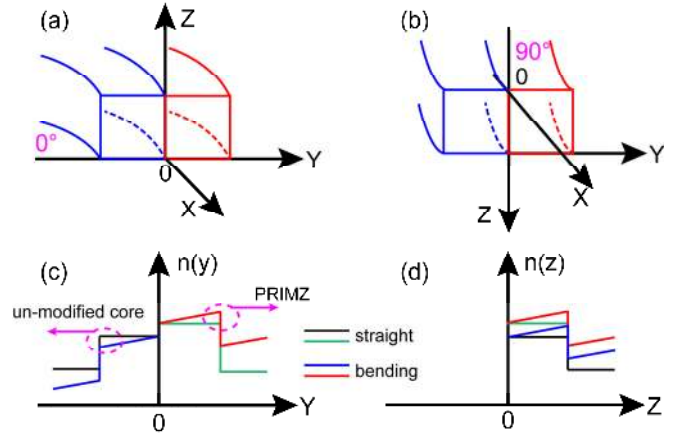 (a)
Z
0°
0
Y
X
(b)
90°
0
Y
X
Z
(c)
n(y)
un-modified core
PRIMZ
0
Y
straight
bending
(d)
n(z)
0
Z